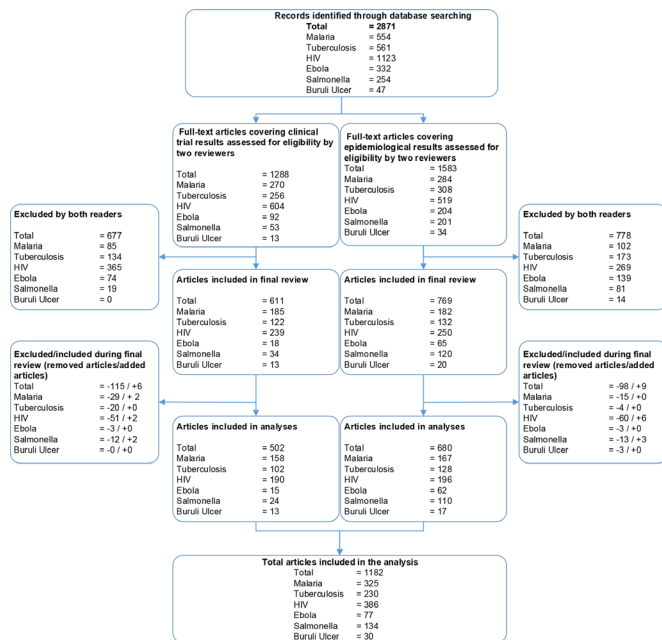 Records identified through database searching
Total = 2871
Malaria = 554
Tuberculosis = 561
HIV = 1123
Ebola = 332
Salmonella = 254
Buruli Ulcer = 47
Full-text articles covering clinical
trial results assessed for eligibility by
two reviewers
Total = 1288
Malaria = 270
Tuberculosis = 256
HIV = 604
Ebola = 92
Salmonella = 53
Buruli Ulcer = 13
Full-text articles covering
epidemiological results assessed for
eligibility by two reviewers
Total = 1583
Malaria = 284
Tuberculosis = 308
HIV = 519
Ebola = 204
Salmonella = 201
Buruli Ulcer = 34
Excluded by both readers
Total = 677
Malaria = 85
Tuberculosis = 134
HIV = 365
Ebola = 74
Salmonella = 19
Buruli Ulcer = 0
Excluded by both readers
Total = 778
Malaria = 102
Tuberculosis = 173
HIV = 269
Ebola = 139
Salmonella = 81
Buruli Ulcer = 14
Articles included in final review
Total = 611
Malaria = 185
Tuberculosis = 122
HIV = 239
Ebola = 18
Salmonella = 34
Buruli Ulcer = 13
Articles included in final review
Total = 769
Malaria = 182
Tuberculosis = 132
HIV = 250
Ebola = 65
Salmonella = 120
Buruli Ulcer = 20
Excluded/included during final
review (removed articles/added
articles)
Total = -115 / +6
Malaria = -29 / + 2
Tuberculosis = -20 / +0
HIV = -51 / +2
Ebola = -3 / +0
Salmonella = -12 / +2
Buruli Ulcer = -0 / +0
Excluded/included during final
review (removed articles/added
articles)
Total = -98 / +9
Malaria = -15 / +0
Tuberculosis = -4 / +0
HIV = -60 / +6
Ebola = -3 / +0
Salmonella = -13 / +3
Buruli Ulcer = -3 / +0
Articles included in analyses
Total = 502
Malaria = 158
Tuberculosis = 102
HIV = 190
Ebola = 15
Salmonella = 24
Buruli Ulcer = 13
Articles included in analyses
Total = 680
Malaria = 167
Tuberculosis = 128
HIV = 196
Ebola = 62
Salmonella = 110
Buruli Ulcer = 17
Total articles included in the analysis
Total = 1182
Malaria = 325
Tuberculosis = 230
HIV = 386
Ebola = 77
Salmonella = 134
Buruli Ulcer = 30